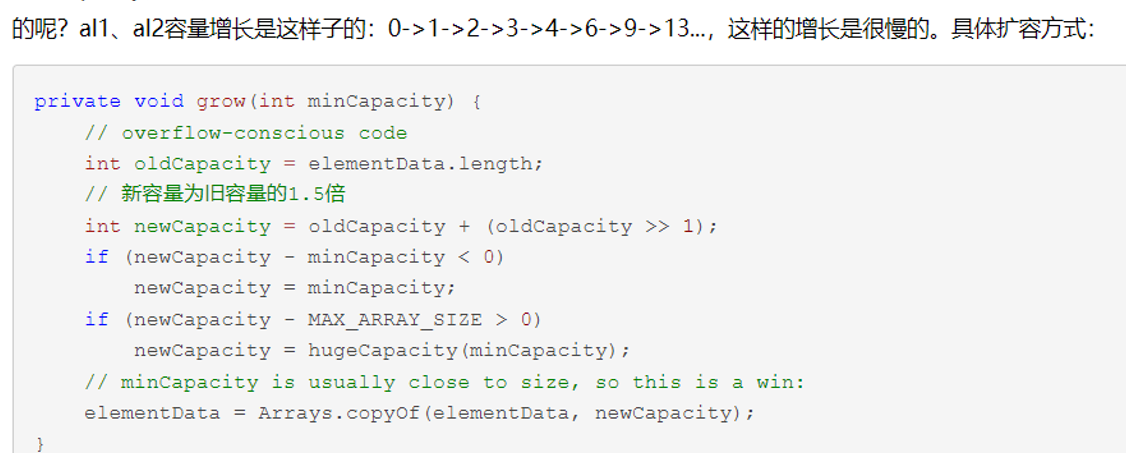 的呢？al1、al2容量增长是这样子的：0->1->2->3->4->6->9->13...，这样的增长是很慢的。具体扩容方式：
private void grow(int minCapacity) {
    // overflow-conscious code
    int oldCapacity = elementData.length;
    // 新容量为旧容量的1.5倍
    int newCapacity = oldCapacity + (oldCapacity >> 1);
    if (newCapacity - minCapacity < 0)
        newCapacity = minCapacity;
    if (newCapacity - MAX_ARRAY_SIZE > 0)
        newCapacity = hugeCapacity(minCapacity);
    // minCapacity is usually close to size, so this is a win:
    elementData = Arrays.copyOf(elementData, newCapacity);
}